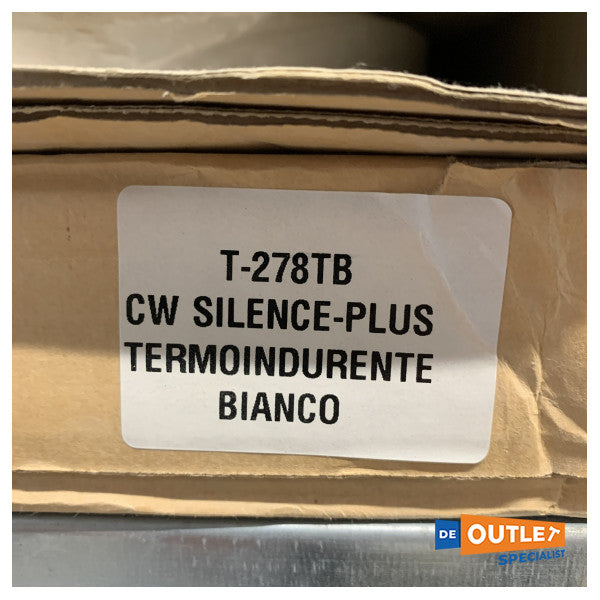 T-278TB
CW SILENCE-PLUS
TERMOINDURENTE
BIANCO
DE OUTLET
SPECIALIST